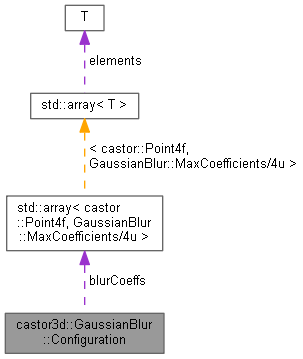 T
elements
std::array< T >
< castor::Point4f,
GaussianBlur::MaxCoefficients/4u >
std::array< castor
::Point4f, GaussianBlur
::MaxCoefficients/4u >
blurCoeffs
castor3d::GaussianBlur
::Configuration